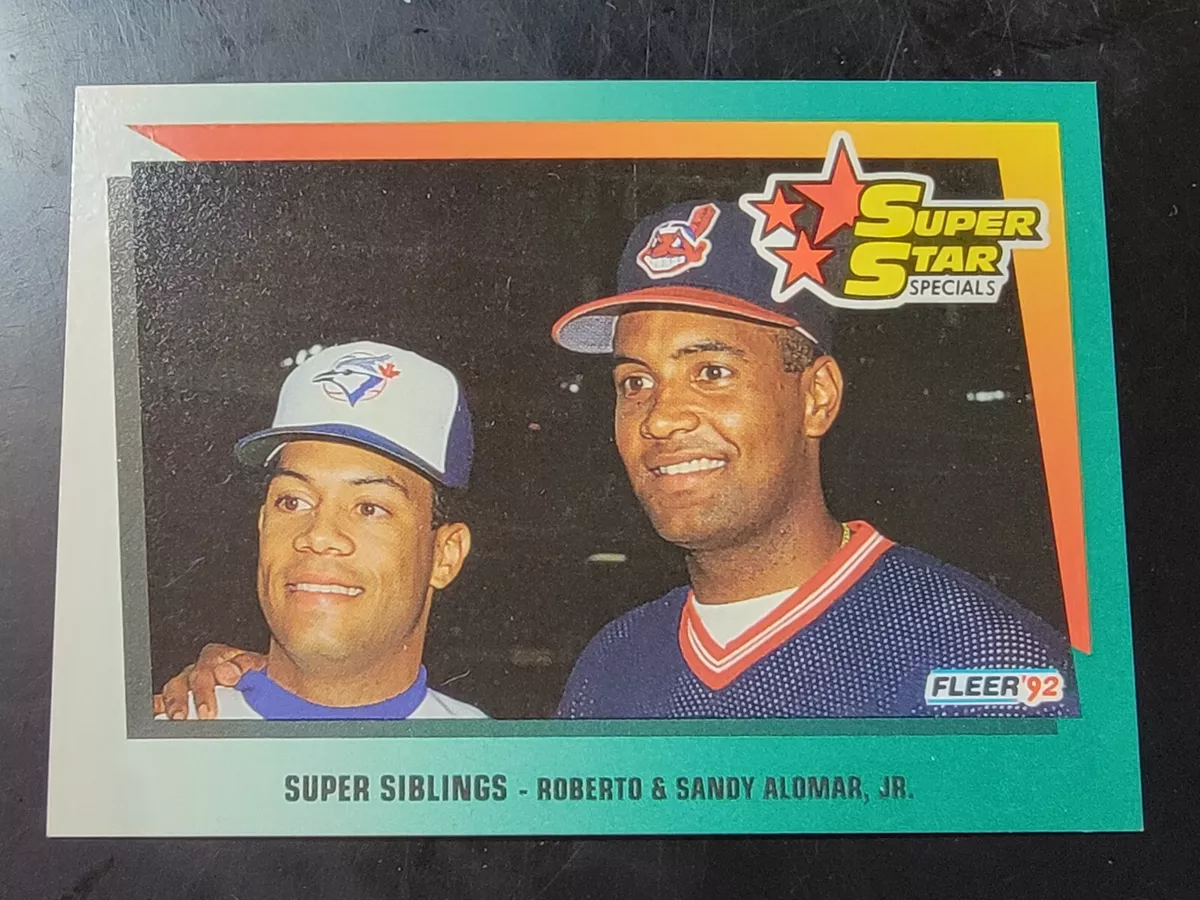 SUPER
STAR
SPECIALS
FLEER '92
SUPER SIBLINGS - ROBERTO & SANDY ALOMAR, JR.